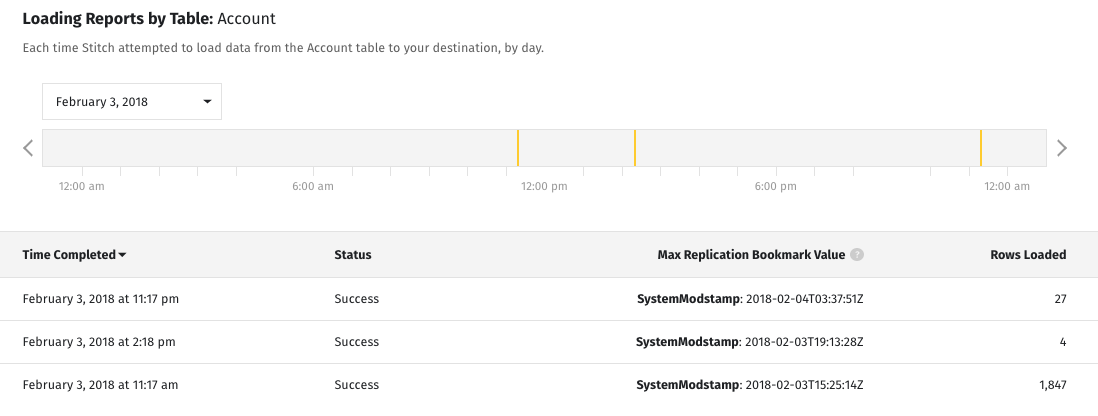 Loading Reports by Table: Account
Each time Stitch attempted to load data from the Account table to your destination, by day.
February 3, 2018
12:00 am 6:00 am 12:00 pm 6:00 pm 12:00 am
Time Completed Status Max Replication Bookmark Value ? Rows Loaded
February 3, 2018 at 11:17 pm Success SystemModstamp: 2018-02-04T03:37:51Z 27
February 3, 2018 at 2:18 pm Success SystemModstamp: 2018-02-03T19:13:28Z 4
February 3, 2018 at 11:17 am Success SystemModstamp: 2018-02-03T15:25:14Z 1,847